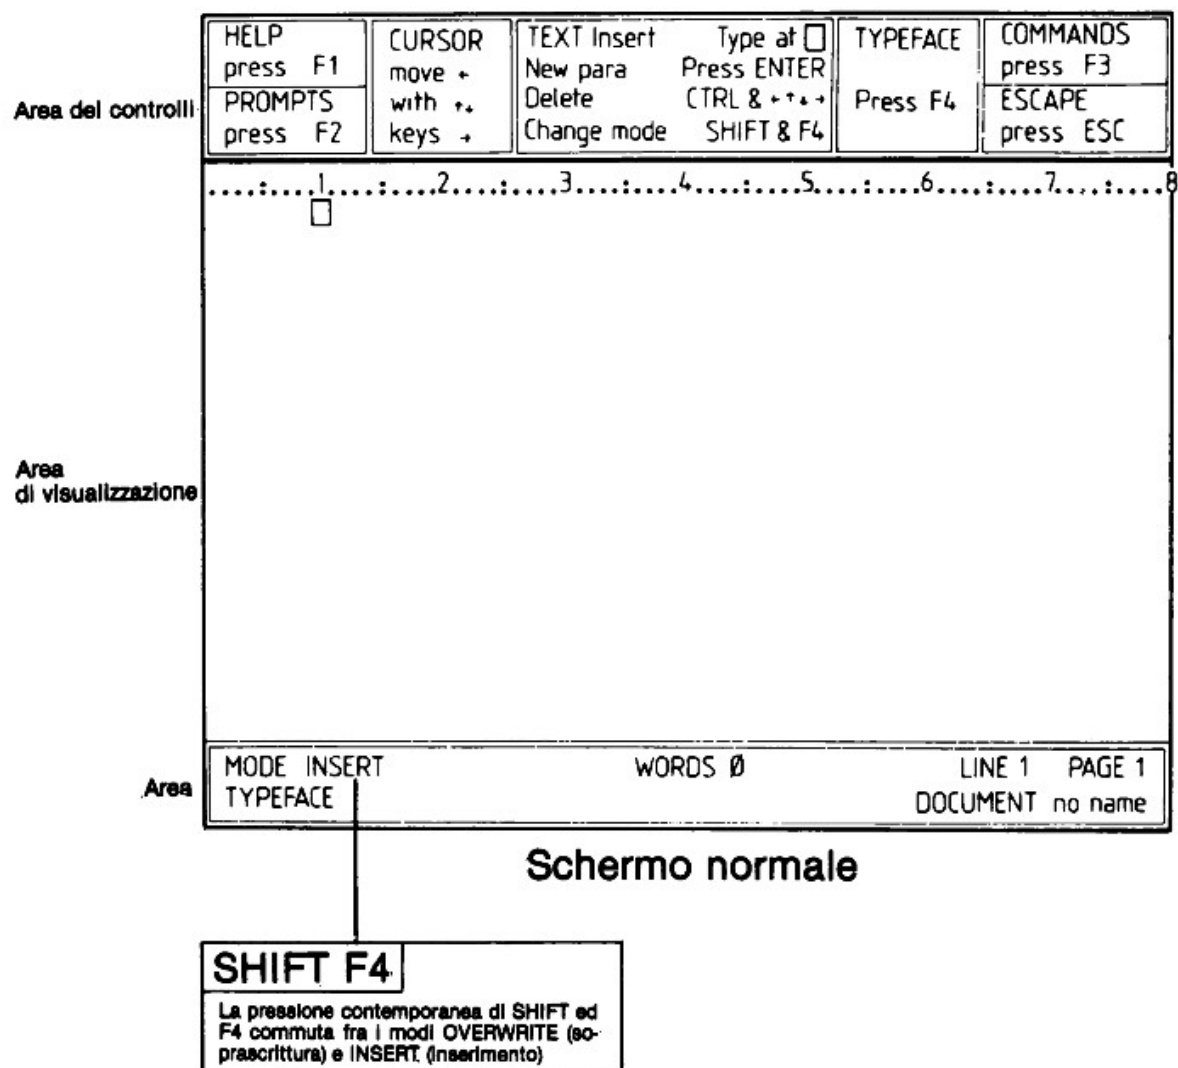 HELP
press F1
PROMPTS
press F2
CURSOR
move ←
with ↑↓
keys →
TEXT Insert Type at □
New para Press ENTER
Delete CTRL & ←↑↓→
Change mode SHIFT & F4
TYPEFACE
Press F4
COMMANDS
press F3
ESCAPE
press ESC
Area dei controlli
....:....1....:....2....:....3....:....4....:....5....:....6....:....7....:....8
Area
di visualizzazione
Area
MODE INSERT WORDS Ø LINE 1 PAGE 1
TYPEFACE DOCUMENT no name
Schermo normale
SHIFT F4
La pressione contemporanea di SHIFT ed
F4 commuta fra i modi OVERWRITE (so-
prascrittura) e INSERT (inserimento)